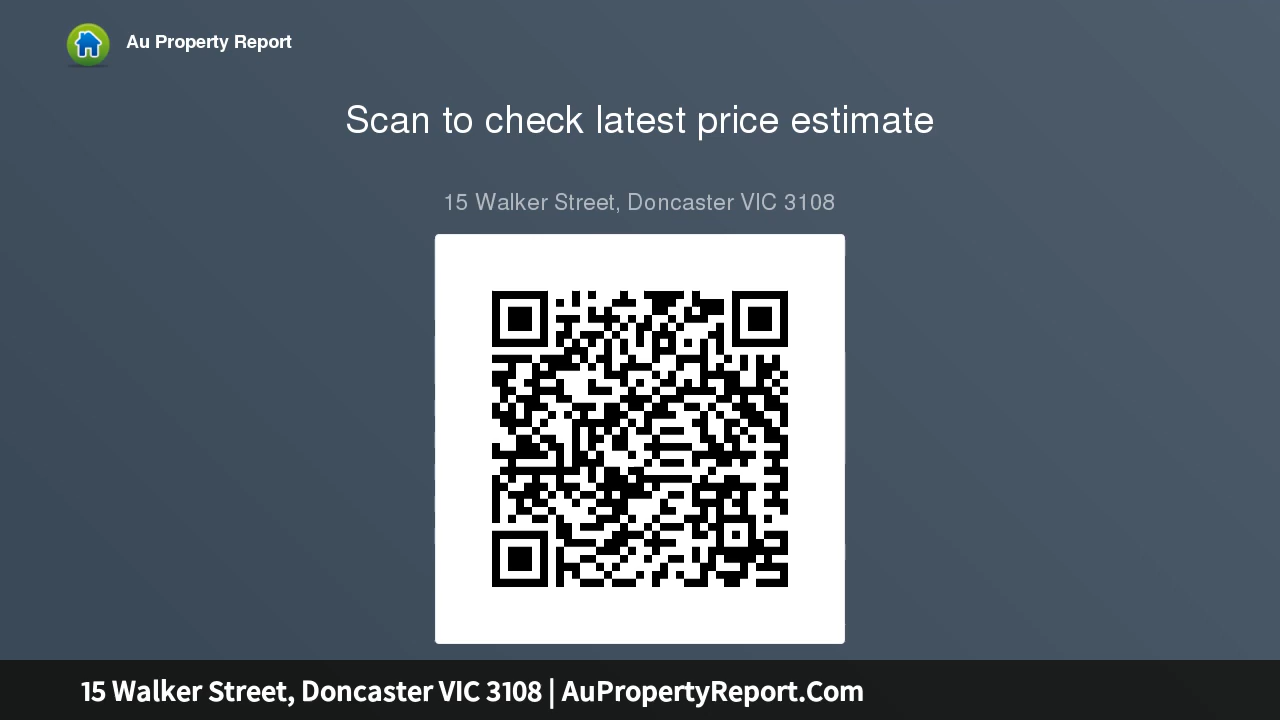 Au Property Report
Scan to check latest price estimate
15 Walker Street, Doncaster VIC 3108
15 Walker Street, Doncaster VIC 3108 | AuPropertyReport.Com